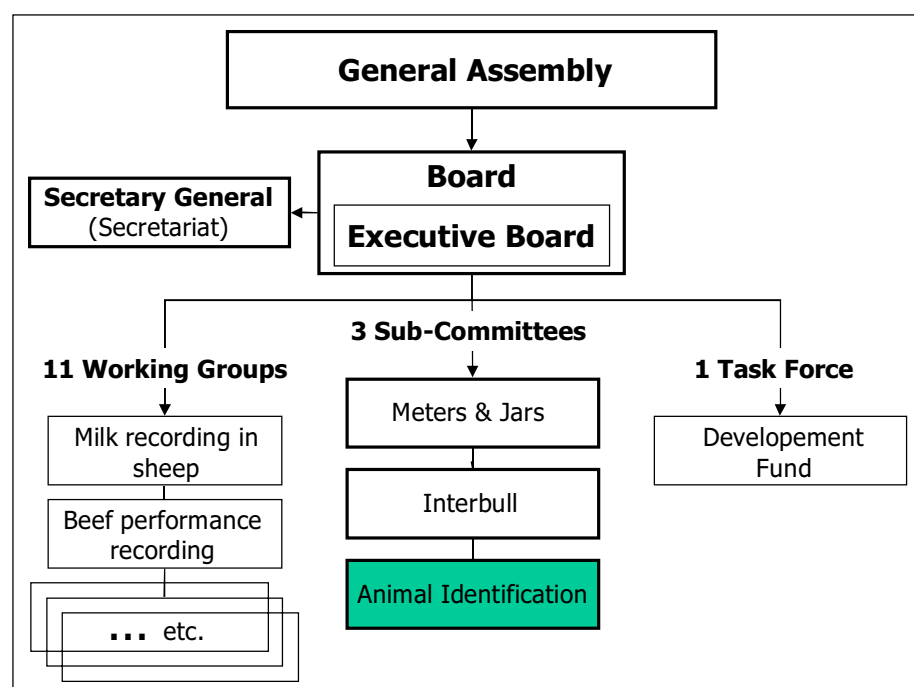 General Assembly
Board
Executive Board
Secretary General
(Secretariat)
3 Sub-Committees
11 Working Groups
1 Task Force
Milk recording in
sheep
Beef performance
recording
... etc.
Meters & Jars
Interbull
Animal Identification
Developement
Fund